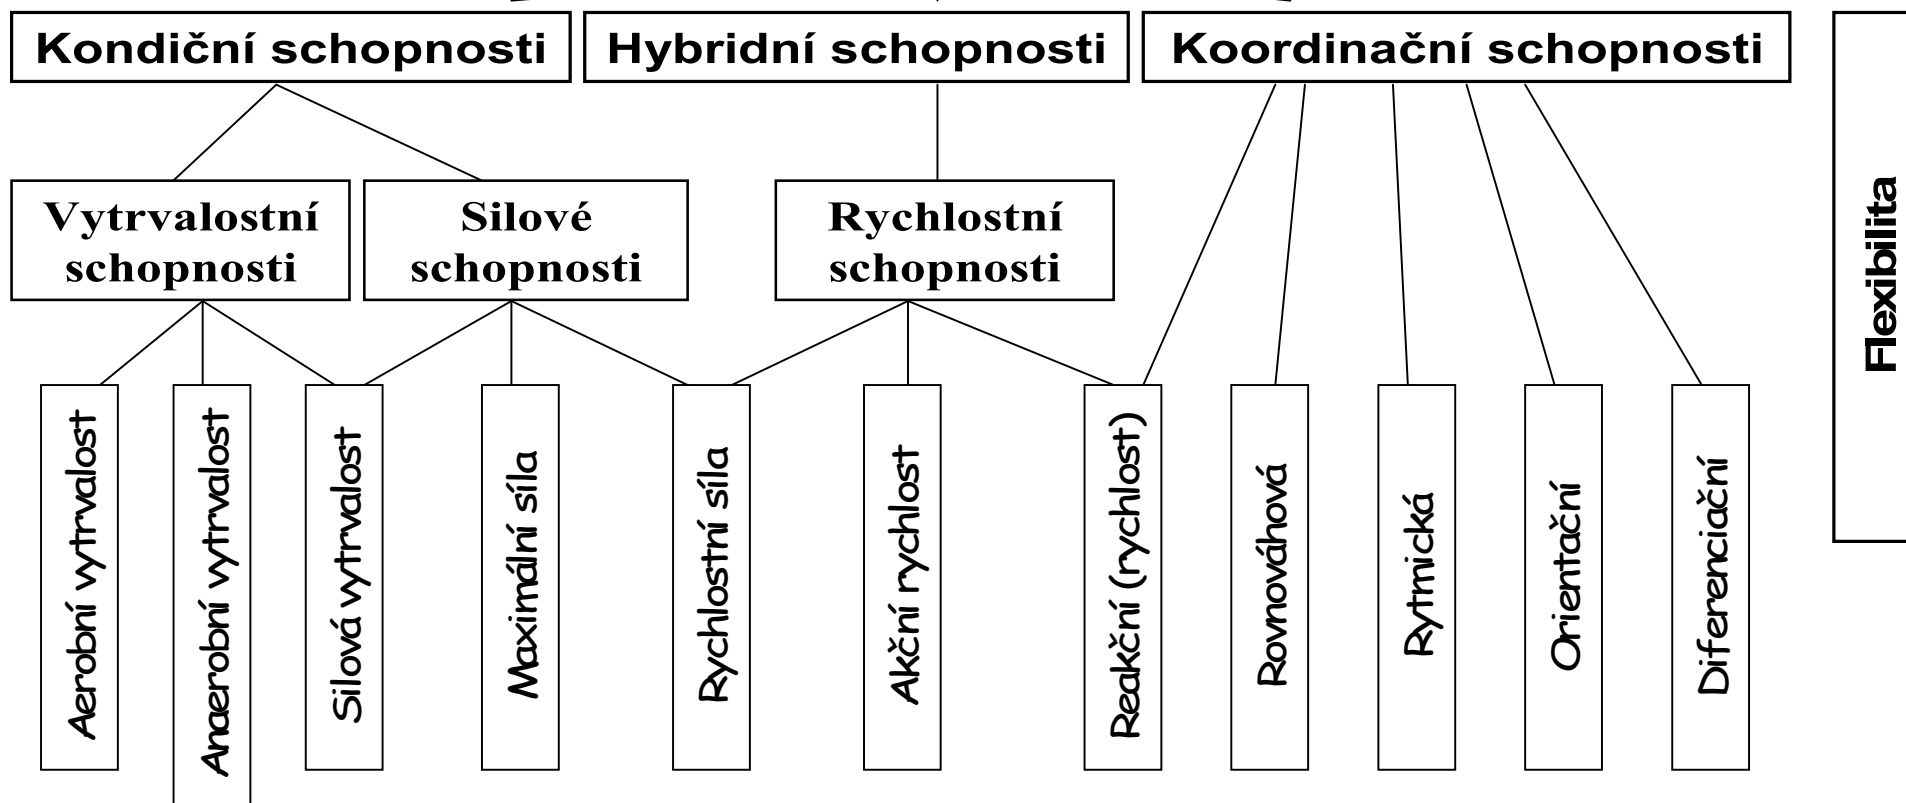 Kondiční schopnosti
Hybridní schopnosti
Koordinační schopnosti
Flexibilita
Vytrvalostní
schopnosti
Silové
schopnosti
Rychlostní
schopnosti
Aerobní vytrvalost
Anaerobní vytrvalost
Silová vytrvalost
Maximální síla
Rychlostní síla
Akční rychlost
Reakční (rychlost)
Rovnováhová
Rytmická
Orientační
Diferenciační